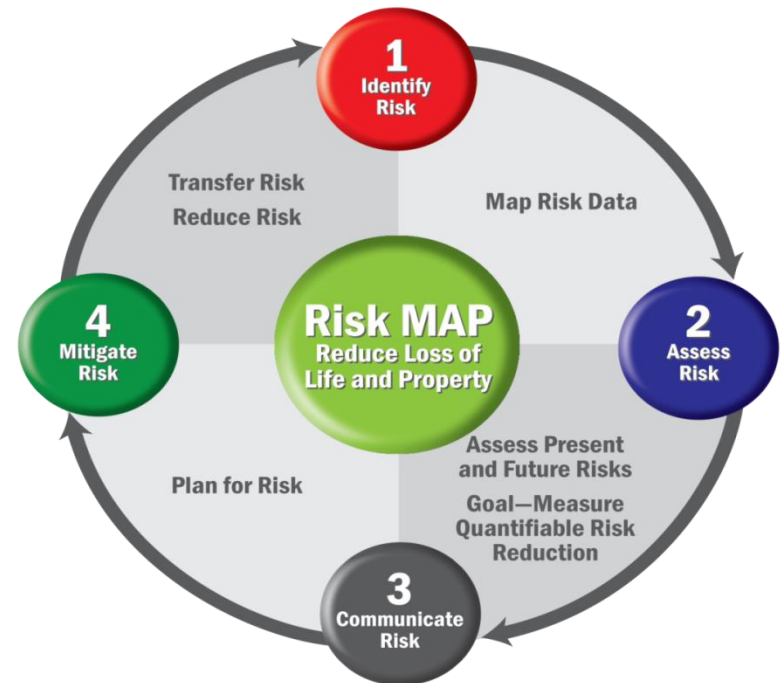 1
Identify
Risk
Transfer Risk
Reduce Risk
Map Risk Data
Risk MAP
Reduce Loss of
Life and Property
4
Mitigate
Risk
2
Assess
Risk
Plan for Risk
Assess Present
and Future Risks
Goal—Measure
Quantifiable Risk
Reduction
3
Communicate
Risk